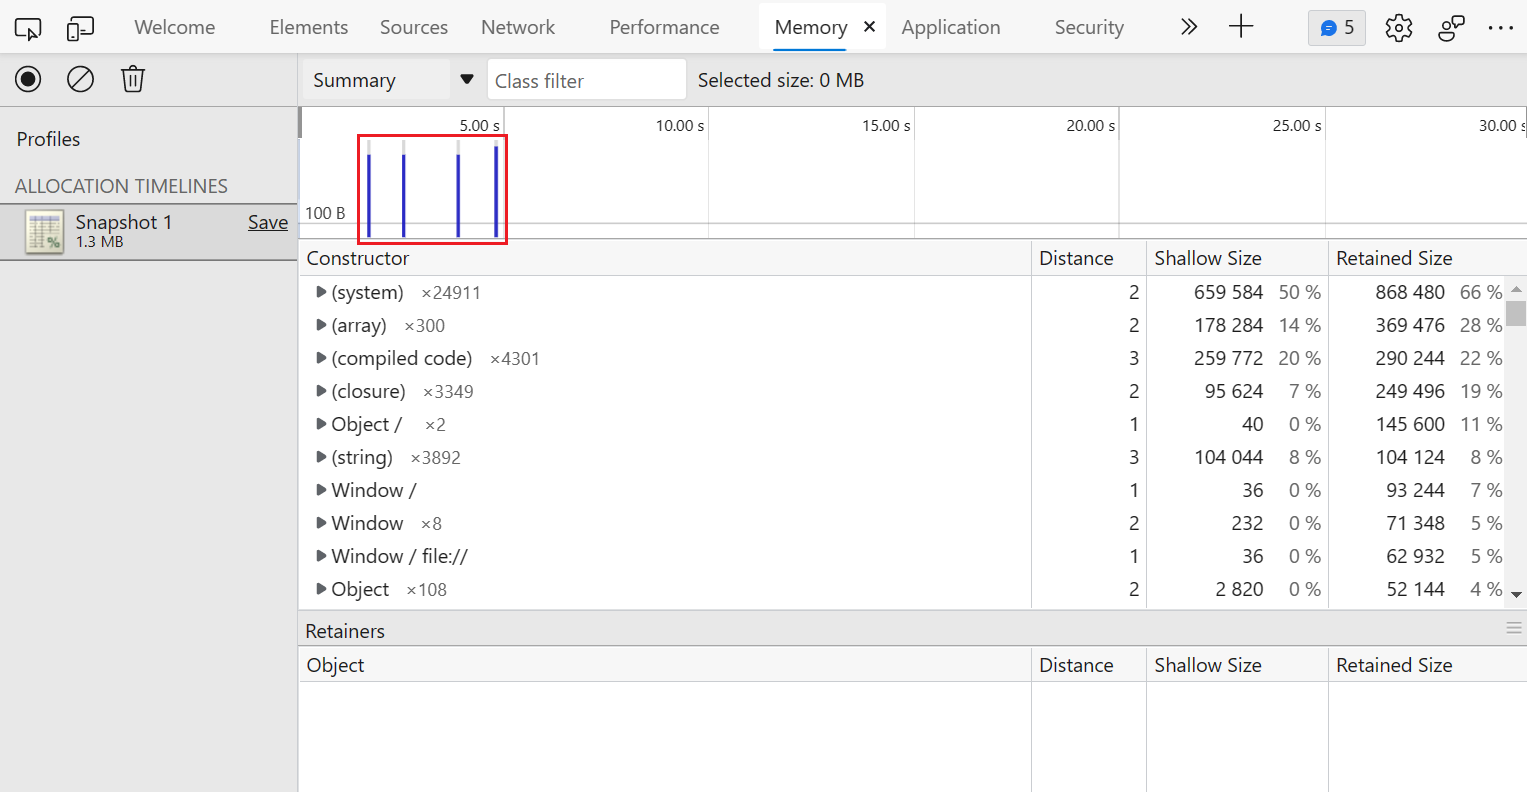 Welcome Elements Sources Network Performance Memory Application Security 5
Summary Class filter Selected size: 0 MB
Profiles
ALLOCATION TIMELINES
Snapshot 1 Save
1.3 MB
5.00 s 10.00 s 15.00 s 20.00 s 25.00 s 30.00 s
100 B
Constructor Distance Shallow Size Retained Size
(system) ×24911 2 659 584 50 % 868 480 66 %
(array) ×300 2 178 284 14 % 369 476 28 %
(compiled code) ×4301 3 259 772 20 % 290 244 22 %
(closure) ×3349 2 95 624 7 % 249 496 19 %
Object / ×2 1 40 0 % 145 600 11 %
(string) ×3892 3 104 044 8 % 104 124 8 %
Window / 1 36 0 % 93 244 7 %
Window ×8 2 232 0 % 71 348 5 %
Window / file:// 1 36 0 % 62 932 5 %
Object ×108 2 2 820 0 % 52 144 4 %
Retainers
Object Distance Shallow Size Retained Size